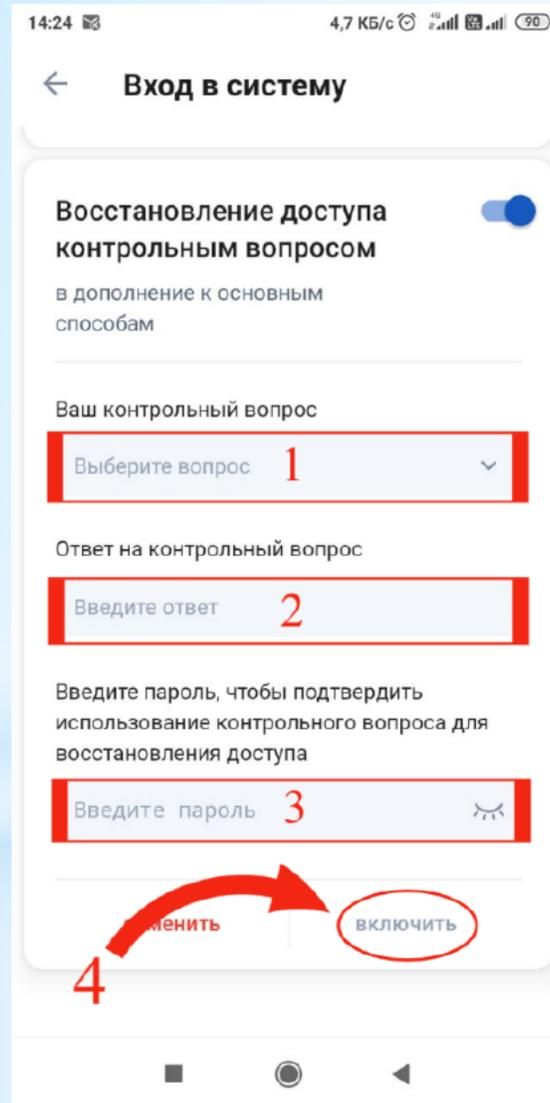 14:24 4,7 КБ/с 4G 90
Вход в систему
Восстановление доступа
контрольным вопросом
в дополнение к основным
способам
Ваш контрольный вопрос
Выберите вопрос 1
Ответ на контрольный вопрос
Введите ответ 2
Введите пароль, чтобы подтвердить
использование контрольного вопроса для
восстановления доступа
Введите пароль 3
включить
4